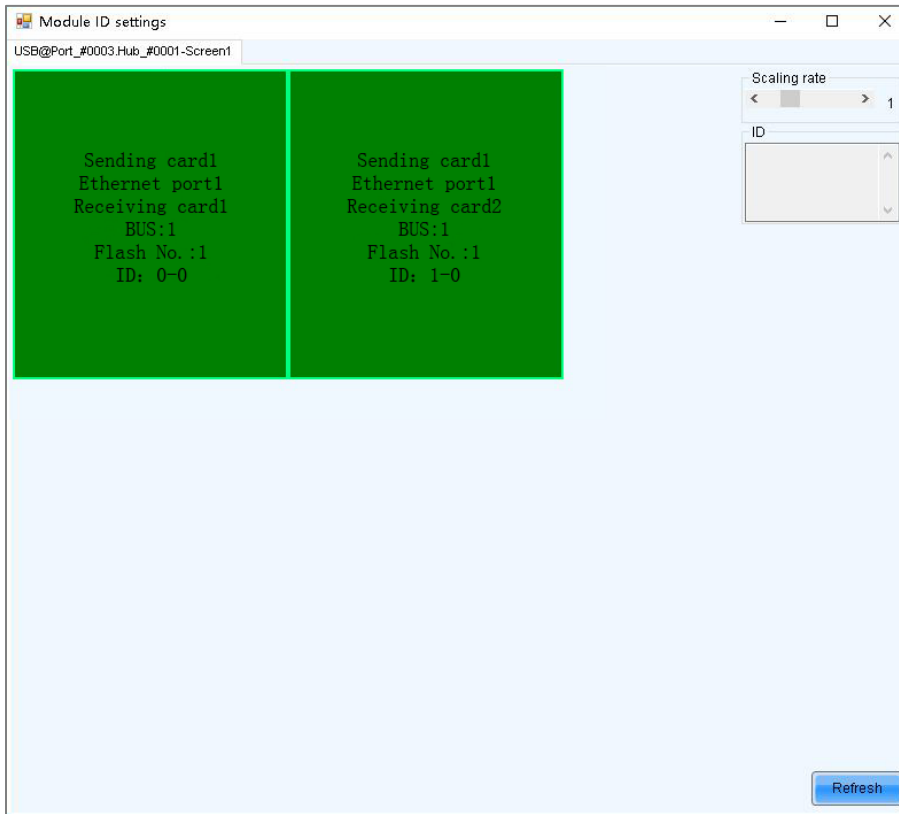 Module ID settings
USB@Port_#0003.Hub_#0001-Screen1
Sending card1
Ethernet port1
Receiving card1
BUS:1
Flash No.:1
ID: 0-0
Sending card1
Ethernet port1
Receiving card2
BUS:1
Flash No.:1
ID: 1-0
Scaling rate
1
ID
Refresh